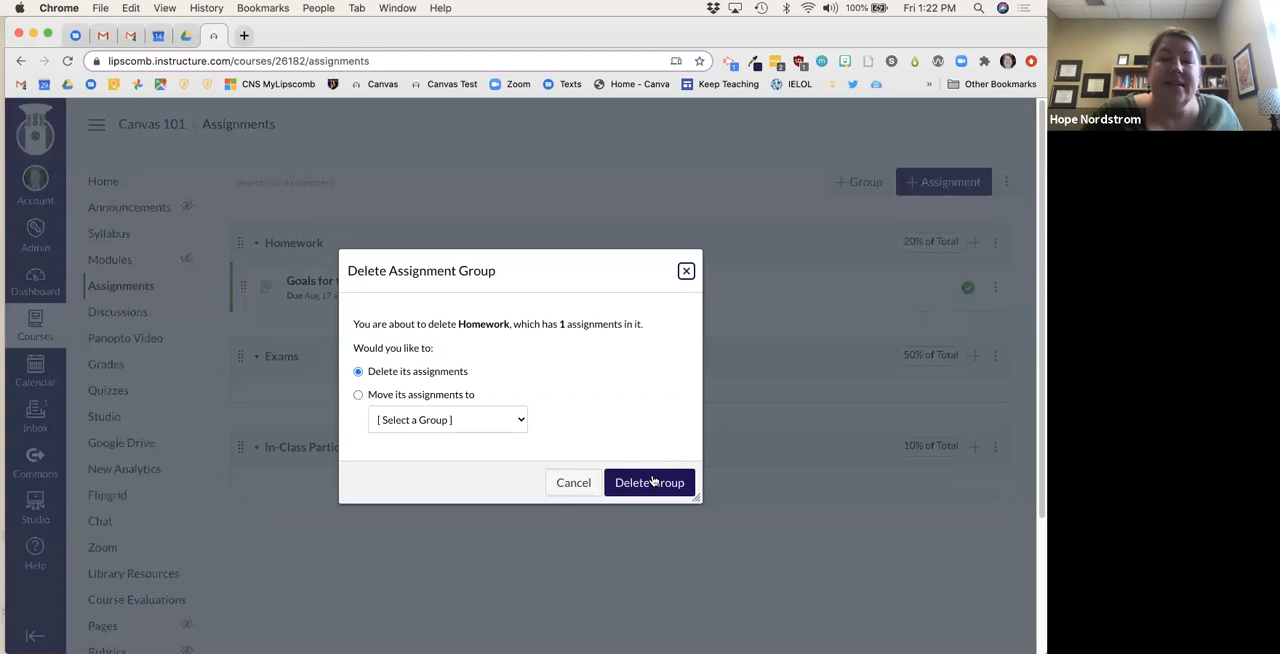 Chrome File Edit View History Bookmarks People Tab Window Help 100% Fri 1:22 PM
lipscomb.instructure.com/courses/26182/assignments
CNS MyLipscomb Canvas Canvas Test Zoom Texts Home - Canva Keep Teaching IELOL » Other Bookmarks
Hope Nordstrom
Canvas 101 Assignments
Account
Admin
Dashboard
Courses
Calendar
Inbox
Commons
Studio
Help
Home
Announcements
Syllabus
Modules
Assignments
Discussions
Panopto Video
Grades
Quizzes
Studio
Google Drive
New Analytics
Flipgrid
Chat
Zoom
Library Resources
Course Evaluations
Pages
Rubrics
Search for Assignment
+ Group
+ Assignment
Homework 20% of Total
Goals for
Due Aug 17
Exams 50% of Total
In-Class 10% of Total
Delete Assignment Group
You are about to delete Homework, which has 1 assignments in it.
Would you like to:
Delete its assignments
Move its assignments to
[ Select a Group ]
Cancel
Delete Group